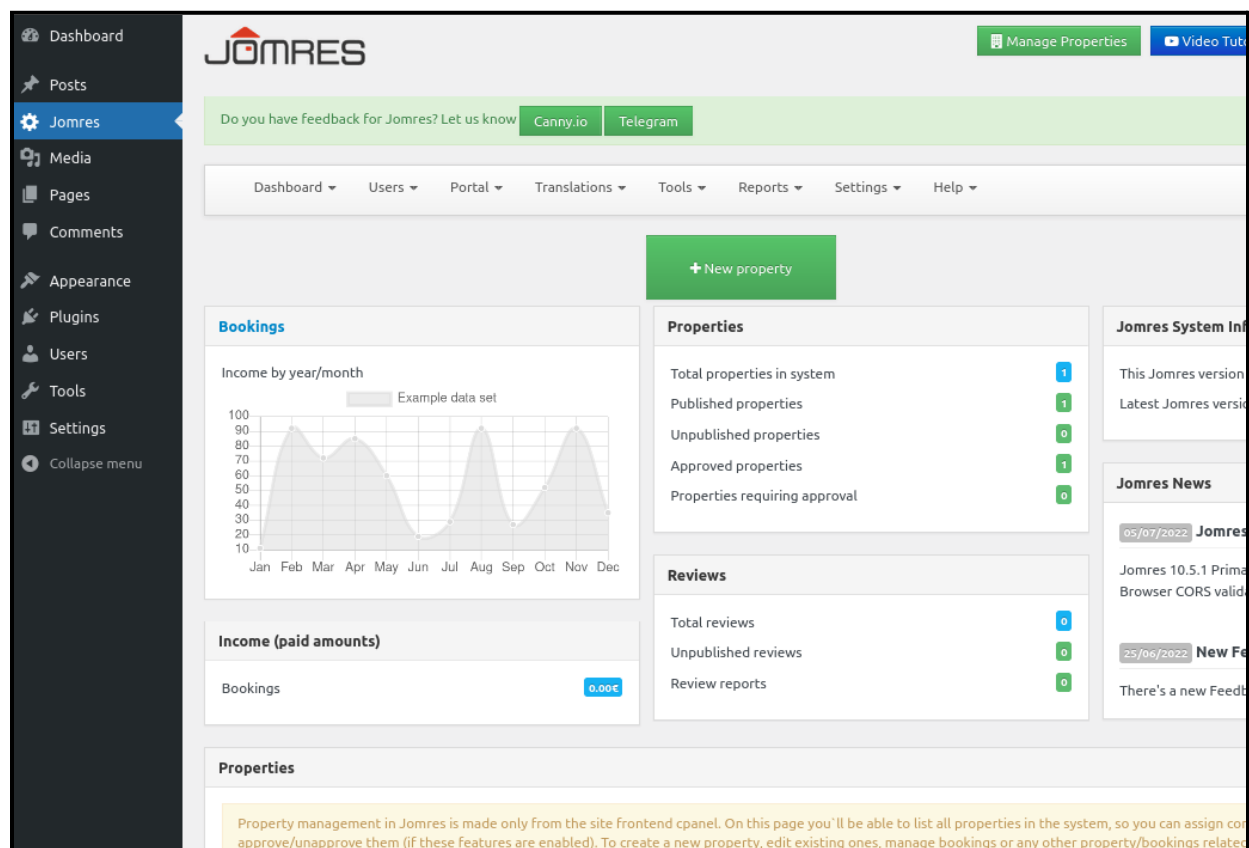 Dashboard
Posts
Jomres
Media
Pages
Comments
Appearance
Plugins
Users
Tools
Settings
Collapse menu
JOMRES
Manage Properties
Video Tuto
Do you have feedback for Jomres? Let us know Canny.io Telegram
Dashboard Users Portal Translations Tools Reports Settings Help
+ New property
Bookings
Income by year/month
Example data set
100
90
80
70
60
50
40
30
20
10
Jan Feb Mar Apr May Jun Jul Aug Sep Oct Nov Dec
Income (paid amounts)
Bookings 0.00€
Properties
Total properties in system 1
Published properties 1
Unpublished properties 0
Approved properties 1
Properties requiring approval 0
Reviews
Total reviews 0
Unpublished reviews 0
Review reports 0
Jomres System Inf
This Jomres version
Latest Jomres versio
Jomres News
05/07/2022 Jomres
Jomres 10.5.1 Prima
Browser CORS valida
25/06/2022 New Fe
There's a new Feedb
Properties
Property management in Jomres is made only from the site frontend cpanel. On this page you`ll be able to list all properties in the system, so you can assign co
approve/unapprove them (if these features are enabled). To create a new property, edit existing ones, manage bookings or any other property/bookings related